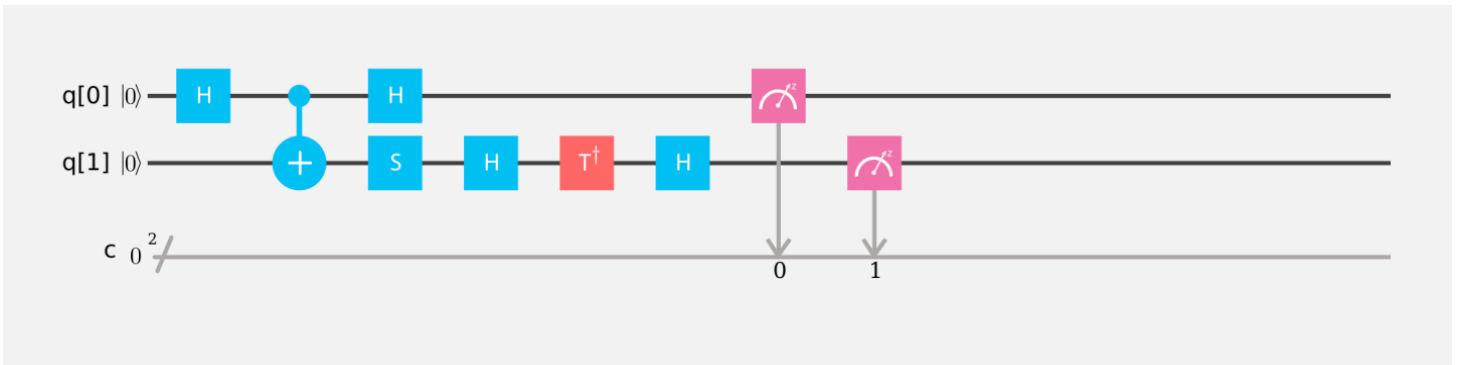 q[0] |0⟩ H H z
q[1] |0⟩ + S H T† H z
c 0 2
0 1